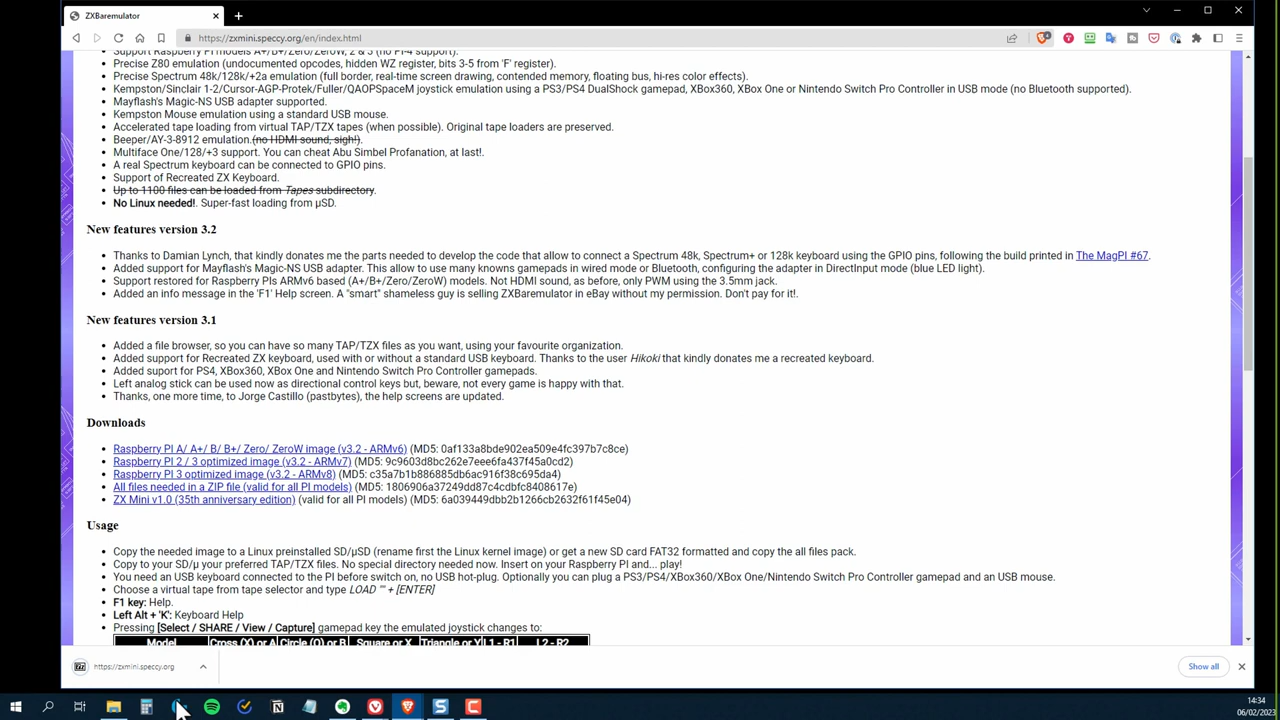 ZXBaremulator
https://zxmini.speccy.org/en/index.html
Support Raspberry PI models A+/B+/Zero/ZeroW, 2 & 3 (no PI-4 support).
Precise Z80 emulation (undocumented opcodes, hidden WZ register, bits 3-5 from 'F' register).
Precise Spectrum 48k/128k/+2a emulation (full border, real-time screen drawing, contended memory, floating bus, hi-res color effects).
Kempston/Sinclair 1-2/Cursor-AGP-Protek/Fuller/QAOPSpaceM joystick emulation using a PS3/PS4 DualShock gamepad, XBox360, XBox One or Nintendo Switch Pro Controller in USB mode (no Bluetooth supported).
Mayflash's Magic-NS USB adapter supported.
Kempston Mouse emulation using a standard USB mouse.
Accelerated tape loading from virtual TAP/TZX tapes (when possible). Original tape loaders are preserved.
Beeper/AY-3-8912 emulation (no HDMI sound, sigh!).
Multiface One/128/+3 support. You can cheat Abu Simbel Profanation, at last!.
A real Spectrum keyboard can be connected to GPIO pins.
Support of Recreated ZX Keyboard.
Up to 1100 files can be loaded from Tapes subdirectory.
No Linux needed!. Super-fast loading from µSD.
New features version 3.2
Thanks to Damian Lynch, that kindly donates me the parts needed to develop the code that allow to connect a Spectrum 48k, Spectrum+ or 128k keyboard using the GPIO pins, following the build printed in The MagPI #67.
Added support for Mayflash's Magic-NS USB adapter. This allow to use many knowns gamepads in wired mode or Bluetooth, configuring the adapter in DirectInput mode (blue LED light).
Support restored for Raspberry PIs ARMv6 based (A+/B+/Zero/ZeroW) models. Not HDMI sound, as before, only PWM using the 3.5mm jack.
Added an info message in the 'F1' Help screen. A "smart" shameless guy is selling ZXBaremulator in eBay without my permission. Don't pay for it!.
New features version 3.1
Added a file browser, so you can have so many TAP/TZX files as you want, using your favourite organization.
Added support for Recreated ZX keyboard, used with or without a standard USB keyboard. Thanks to the user Hikoki that kindly donates me a recreated keyboard.
Added suport for PS4, XBox360, XBox One and Nintendo Switch Pro Controller gamepads.
Left analog stick can be used now as directional control keys but, beware, not every game is happy with that.
Thanks, one more time, to Jorge Castillo (pastbytes), the help screens are updated.
Downloads
Raspberry PI A/ A+/ B/ B+/ Zero/ ZeroW image (v3.2 - ARMv6) (MD5: 0af133a8bde902ea509e4fc397b7c8ce)
Raspberry PI 2 / 3 optimized image (v3.2 - ARMv7) (MD5: 9c9603d8bc262e7eee6fa437f45a0cd2)
Raspberry PI 3 optimized image (v3.2 - ARMv8) (MD5: c35a7b1b886885db6ac916f38c695da4)
All files needed in a ZIP file (valid for all PI models) (MD5: 1806906a37249dd87c4cdbfc8408617e)
ZX Mini v1.0 (35th anniversary edition) (valid for all PI models) (MD5: 6a039449dbb2b1266cb2632f61f45e04)
Usage
Copy the needed image to a Linux preinstalled SD/µSD (rename first the Linux kernel image) or get a new SD card FAT32 formatted and copy the all files pack.
Copy to your SD/µ your preferred TAP/TZX files. No special directory needed now. Insert on your Raspberry PI and... play!
You need an USB keyboard connected to the PI before switch on, no USB hot-plug. Optionally you can plug a PS3/PS4/XBox360/XBox One/Nintendo Switch Pro Controller gamepad and an USB mouse.
Choose a virtual tape from tape selector and type LOAD "" + [ENTER]
F1 key: Help.
Left Alt + 'K': Keyboard Help
Pressing [Select / SHARE / View / Capture] gamepad key the emulated joystick changes to:
Model Cross (X) or A Circle (O) or B Square or X Triangle or Y L1 - R1 L2 - R2
https://zxmini.speccy.org
Show all
14:34
06/02/2023